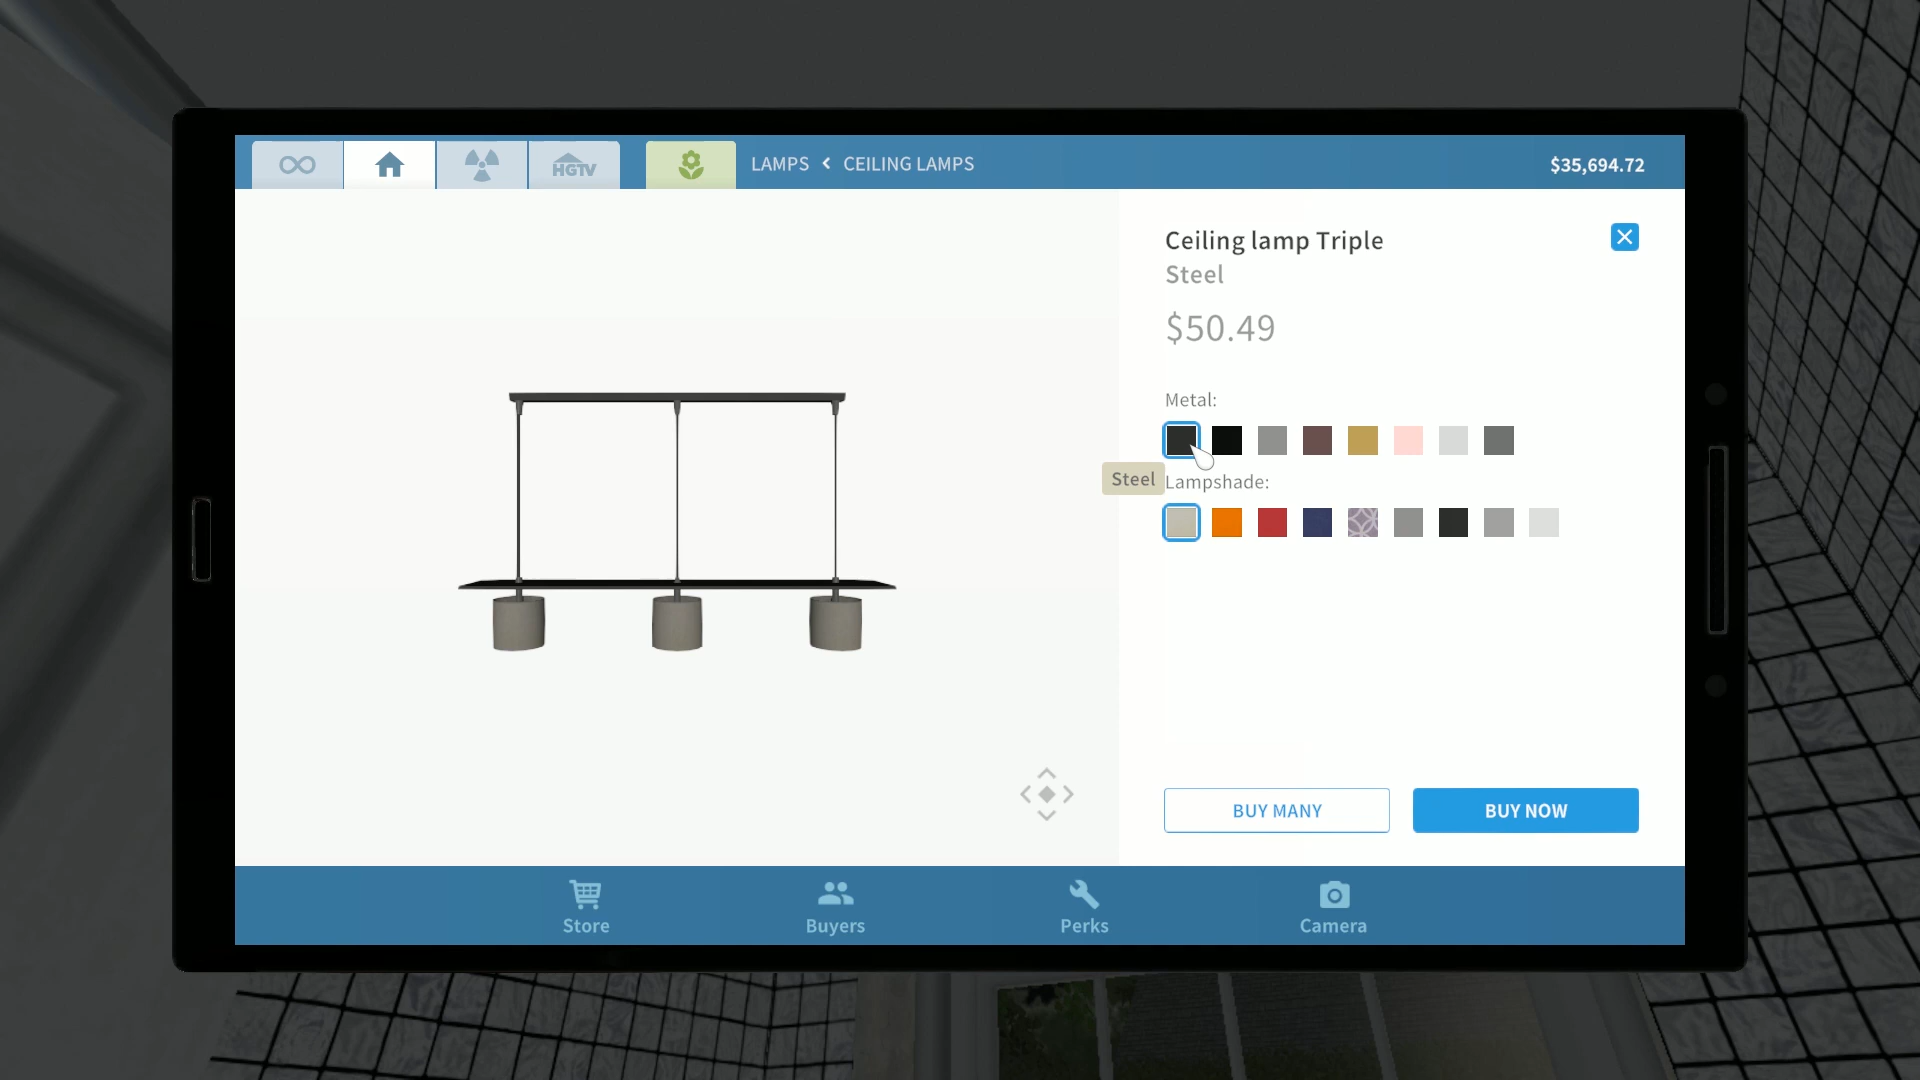 HGTV
LAMPS < CEILING LAMPS
$35,694.72
Ceiling lamp Triple
Steel
$50.49
Metal:
Steel
Lampshade:
BUY MANY
BUY NOW
Store
Buyers
Perks
Camera